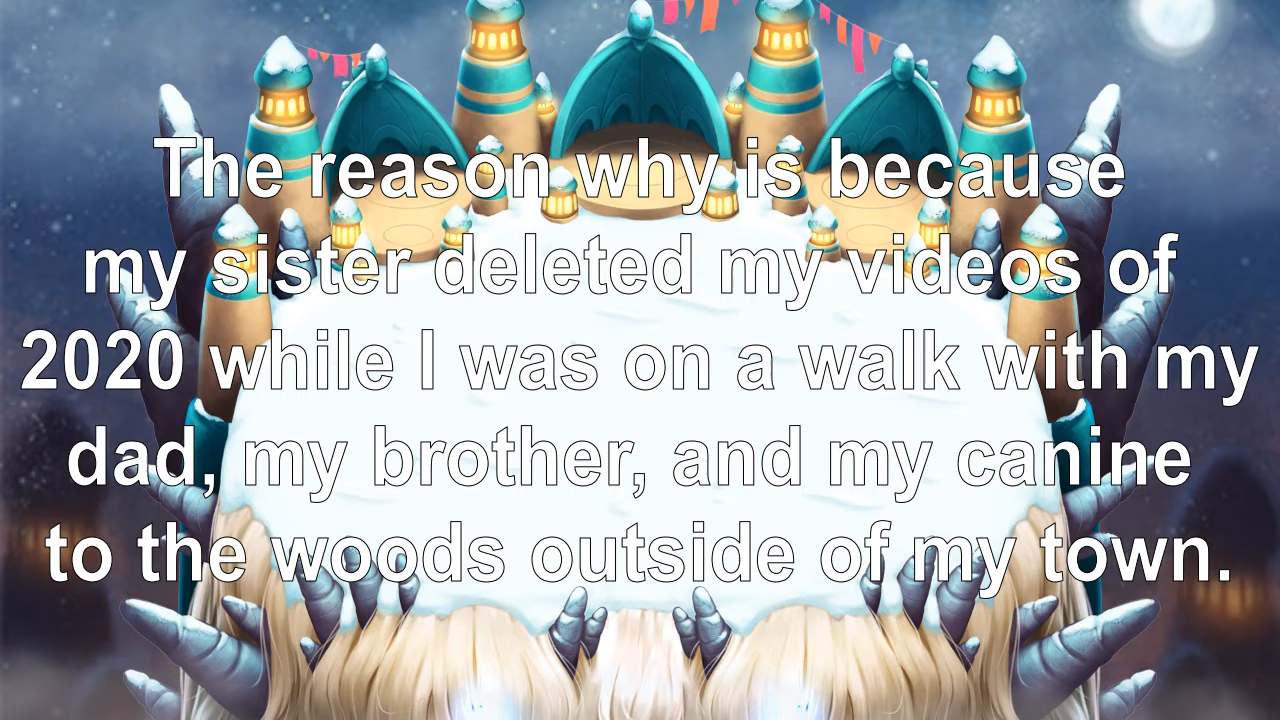 The reason why is because
my sister deleted my videos of
2020 while I was on a walk with my
dad, my brother, and my canine
to the woods outside of my town.